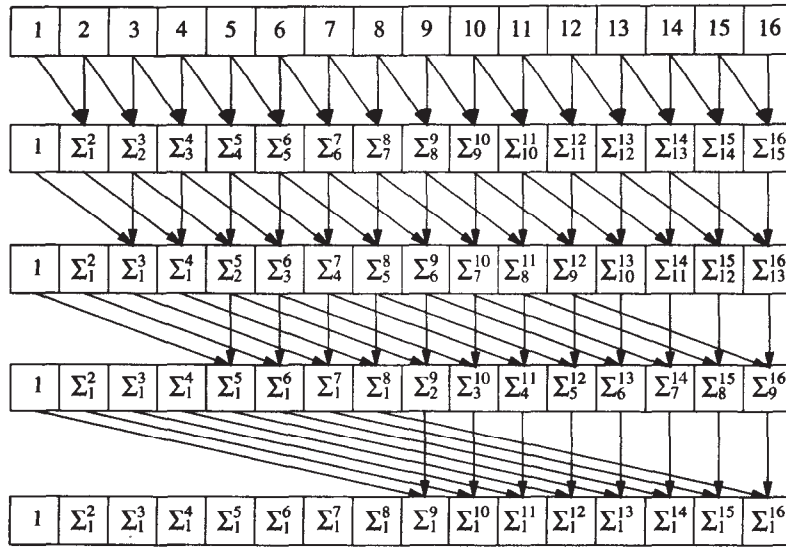 1 2 3 4 5 6 7 8 9 10 11 12 13 14 15 16
1 Σ₁² Σ₂³ Σ₃⁴ Σ₄⁵ Σ₅⁶ Σ₆⁷ Σ₇⁸ Σ₈⁹ Σ₉¹⁰ Σ₁₀¹¹ Σ₁₁¹² Σ₁₂¹³ Σ₁₃¹⁴ Σ₁₄¹⁵ Σ₁₅¹⁶
1 Σ₁² Σ₁³ Σ₁⁴ Σ₂⁵ Σ₃⁶ Σ₄⁷ Σ₅⁸ Σ₆⁹ Σ₇¹⁰ Σ₈¹¹ Σ₉¹² Σ₁₀¹³ Σ₁₁¹⁴ Σ₁₂¹⁵ Σ₁₃¹⁶
1 Σ₁² Σ₁³ Σ₁⁴ Σ₁⁵ Σ₁⁶ Σ₁⁷ Σ₁⁸ Σ₂⁹ Σ₃¹⁰ Σ₄¹¹ Σ₅¹² Σ₆¹³ Σ₇¹⁴ Σ₈¹⁵ Σ₉¹⁶
1 Σ₁² Σ₁³ Σ₁⁴ Σ₁⁵ Σ₁⁶ Σ₁⁷ Σ₁⁸ Σ₁⁹ Σ₁¹⁰ Σ₁¹¹ Σ₁¹² Σ₁¹³ Σ₁¹⁴ Σ₁¹⁵ Σ₁¹⁶